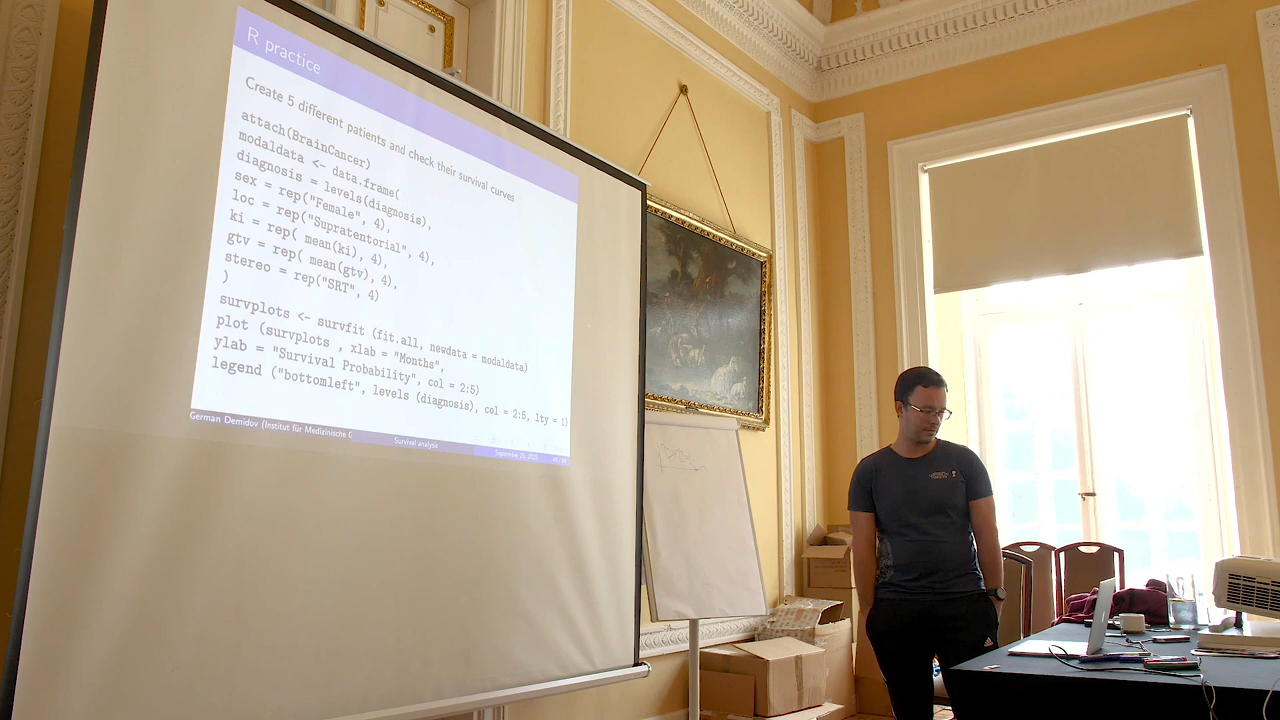 R practice
Create 5 different patients and check their survival curves
attach(BrainCancer)
modaldata <- data.frame(
diagnosis = levels(diagnosis),
sex = rep("Female", 4),
loc = rep("Supratentorial", 4),
ki = rep( mean(ki), 4),
gtv = rep( mean(gtv), 4),
stereo = rep("SRT", 4)
)
survplots <- survfit (fit.all, newdata = modaldata)
plot (survplots , xlab = "Months",
ylab = "Survival Probability", col = 2:5)
legend ("bottomleft", levels (diagnosis), col = 2:5, lty = 1)
German Demidov (Institut für Medizinische G
Survival analysis
September